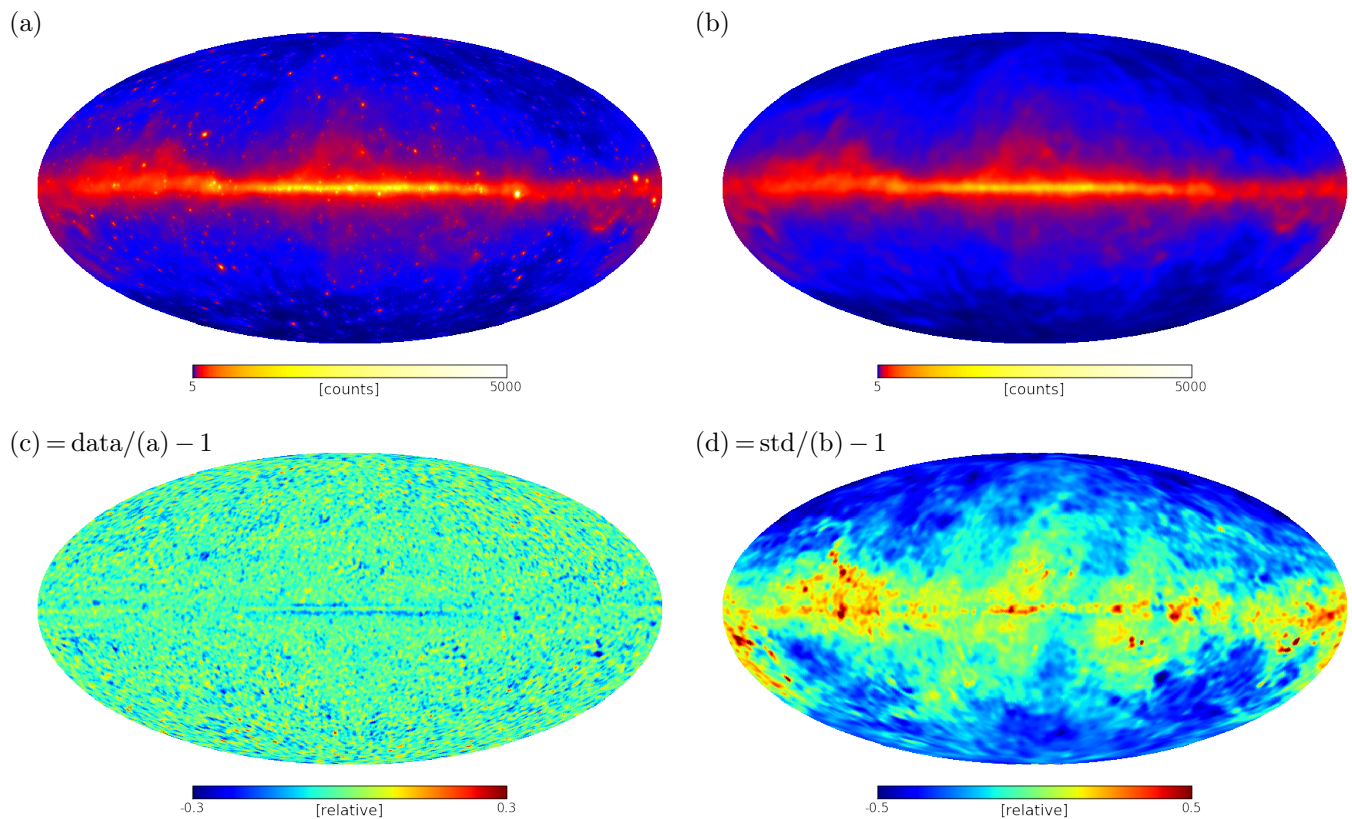 (a)
(b)
5 [counts] 5000
5 [counts] 5000
(c) = data/(a) − 1
(d) = std/(b) − 1
-0.3 [relative] 0.3
-0.5 [relative] 0.5